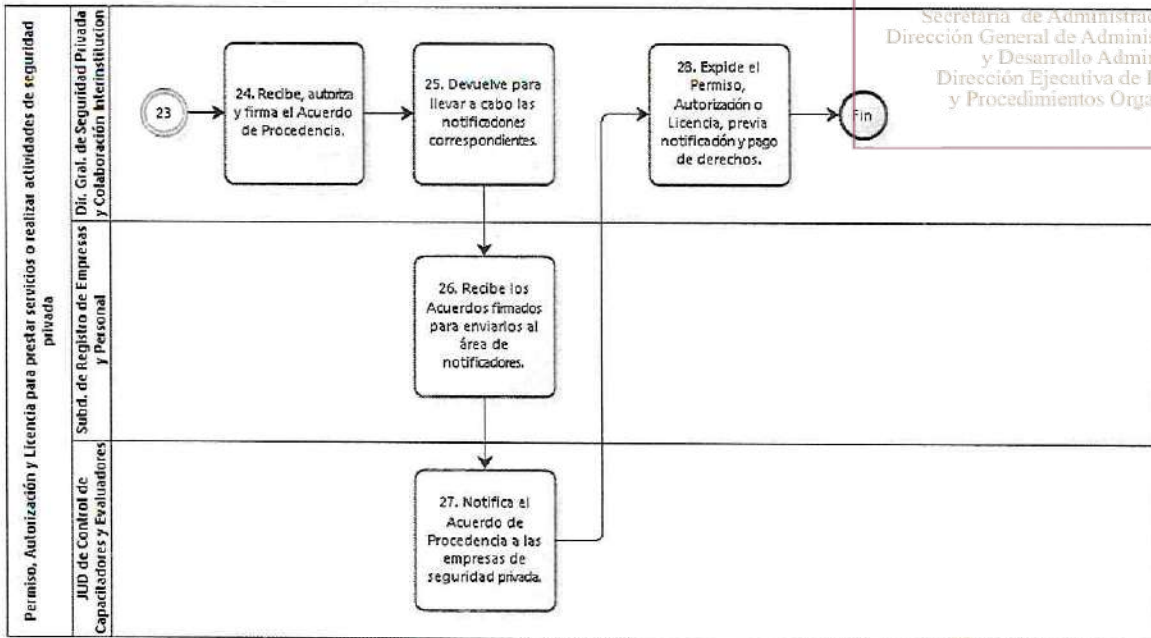 Permiso, Autorización y Licencia para prestar servicios o realizar actividades de seguridad
privada
Dir. Gral. de Seguridad Privada
y Colaboración Interinstitucion
23
24. Recibe, autoriza
y firma el Acuerdo
de Procedencia.
25. Devuelve para
llevar a cabo las
notificaciones
correspondientes.
28. Expide el
Permiso,
Autorización o
Licencia, previa
notificación y pago
de derechos.
Fin
Secretaría de Administrac
Dirección General de Adminis
y Desarrollo Admin
Dirección Ejecutiva de
y Procedimientos Orga
Subd. de Registro de Empresas
y Personal
26. Recibe los
Acuerdos firmados
para enviarlos al
área de
notificadores.
JUD de Control de
Capacitadores y Evaluadores
27. Notifica el
Acuerdo de
Procedencia a las
empresas de
seguridad privada.